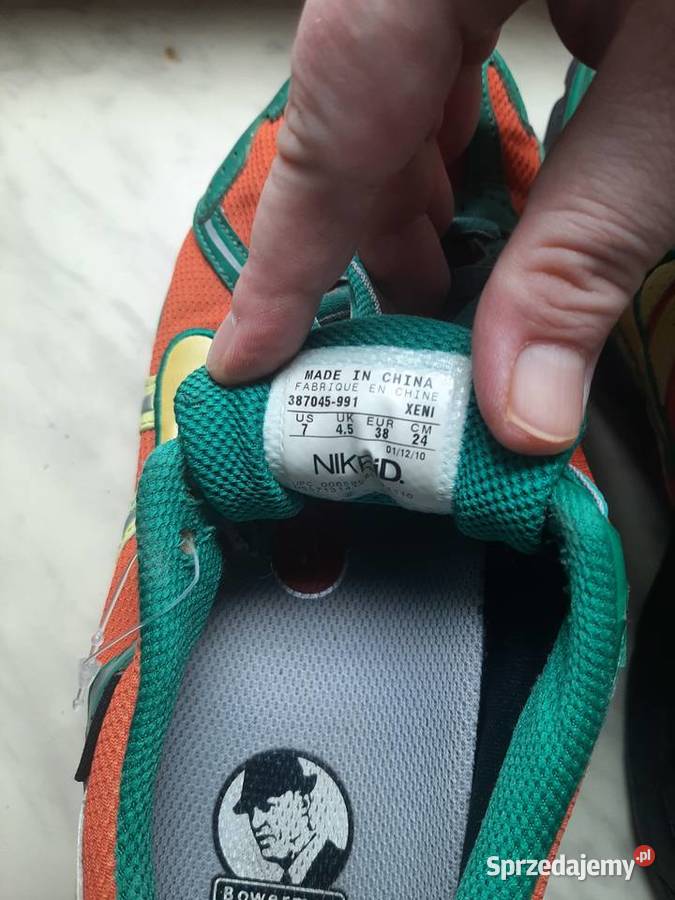 MADE IN CHINA
FABRIQUE EN CHINE
387045-991 XENI
US UK EUR CM
7 4.5 38 24
01/12/10
NIKEiD.
UPC
Sprzedajemy.pl